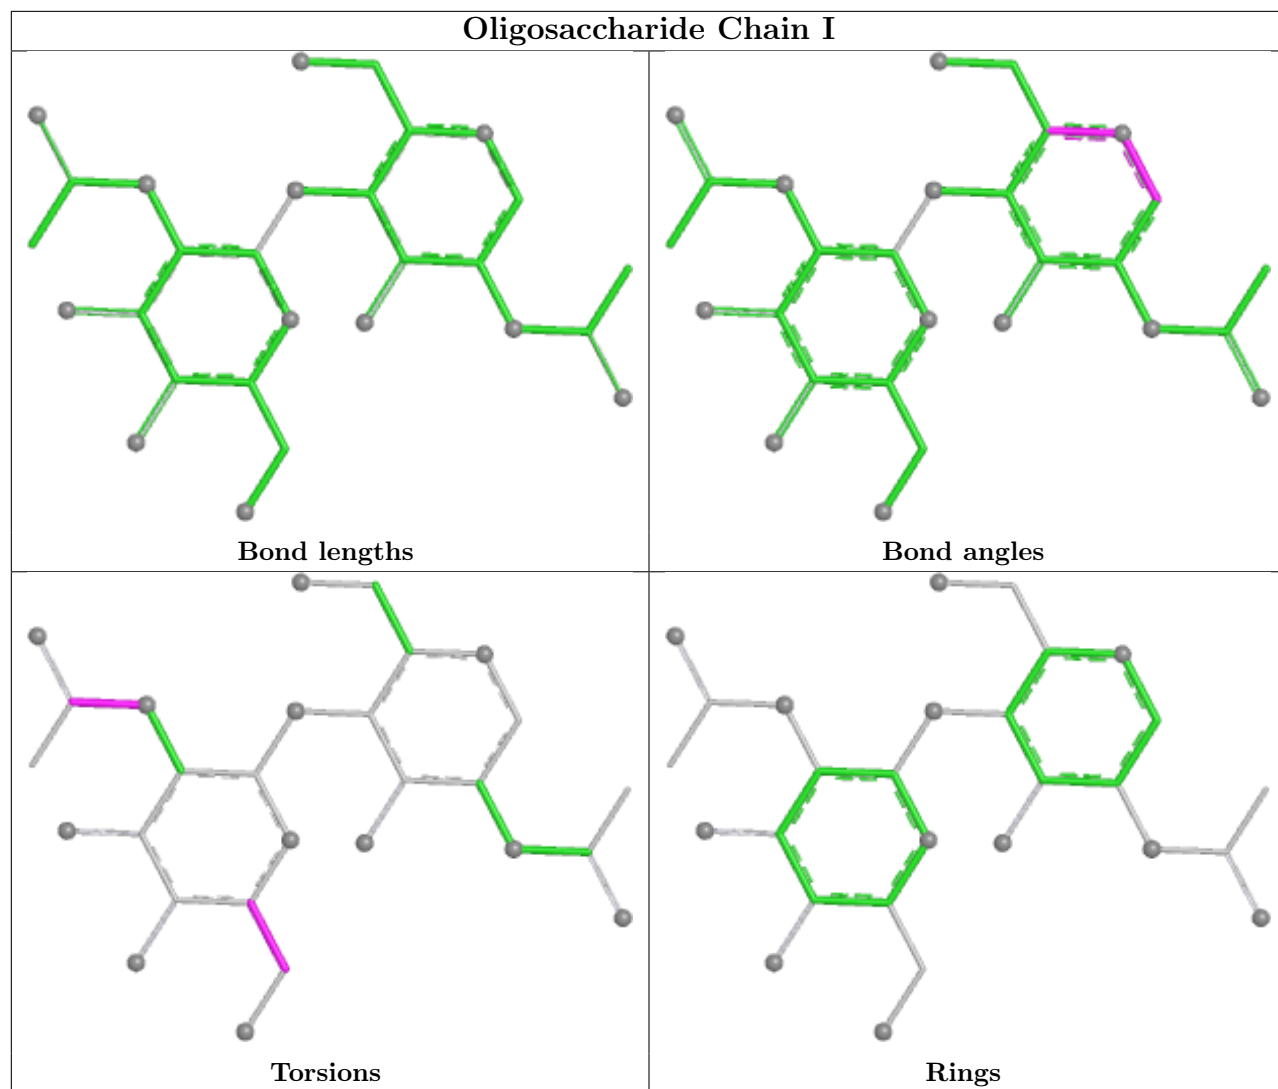 Oligosaccharide Chain I
Bond lengths
Bond angles
Torsions
Rings